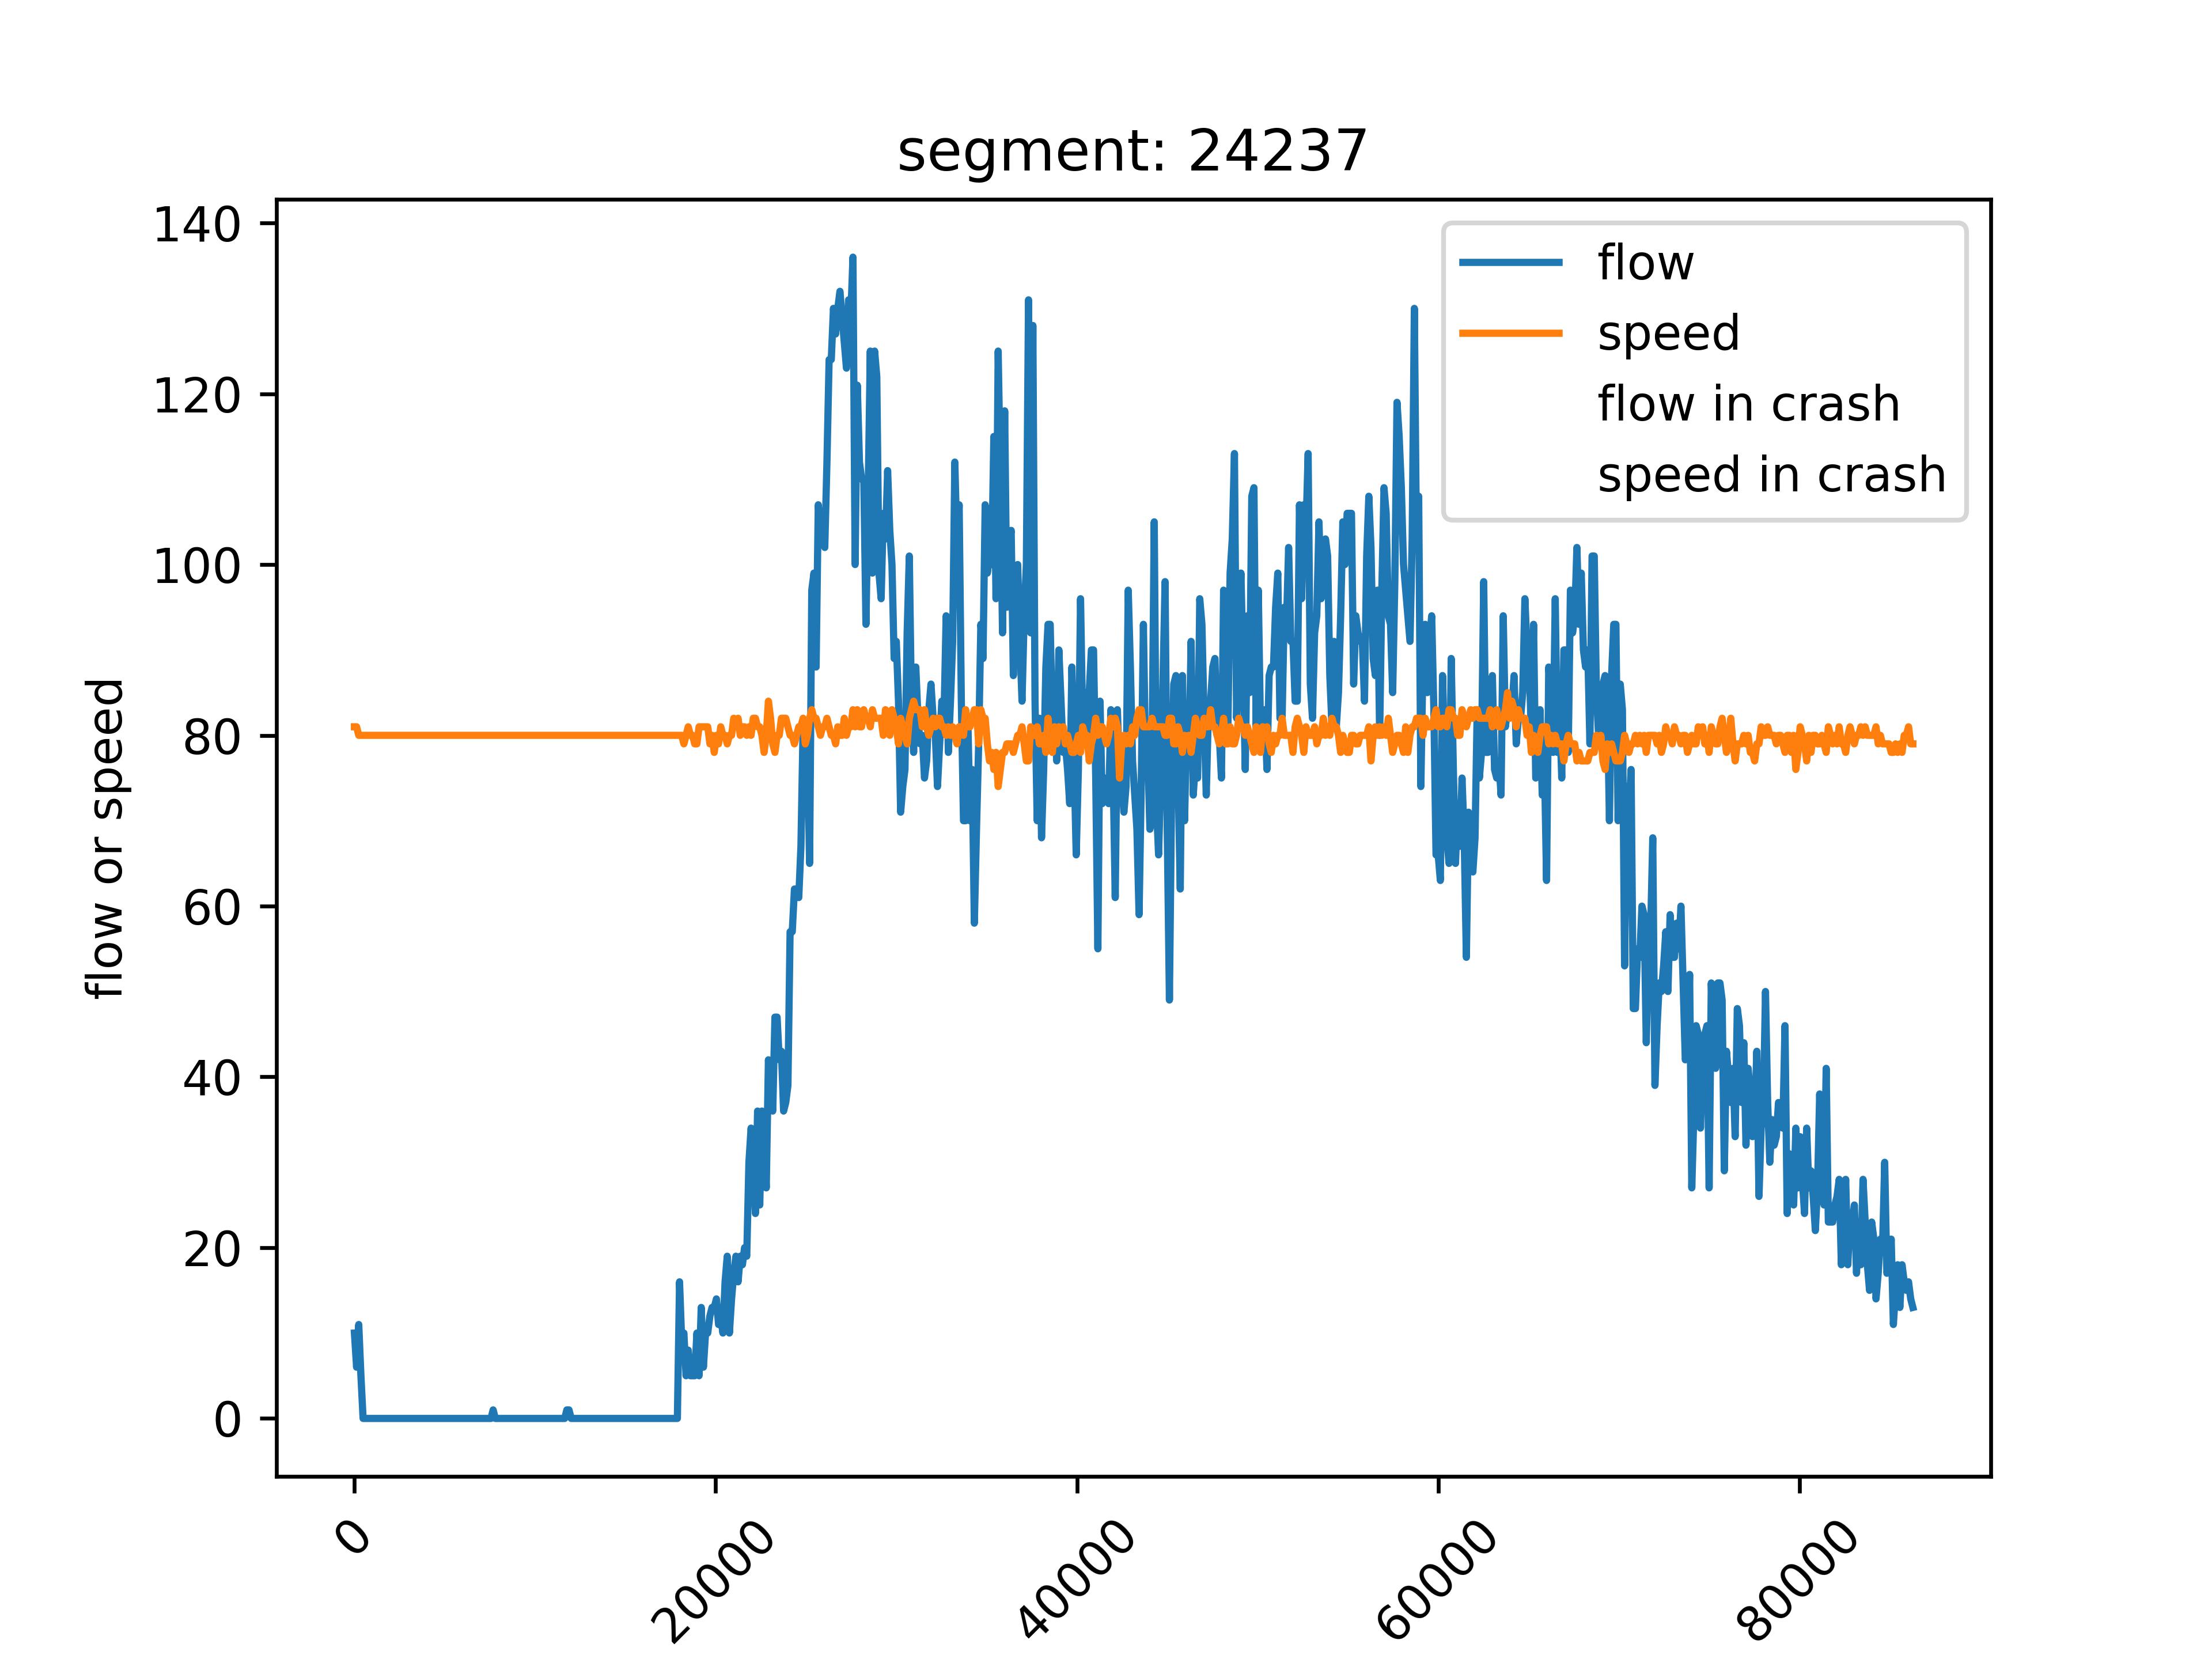 segment: 24237
140
120
100
80
60
40
20
0
flow or speed
flow
speed
flow in crash
speed in crash
0
20000
40000
60000
80000